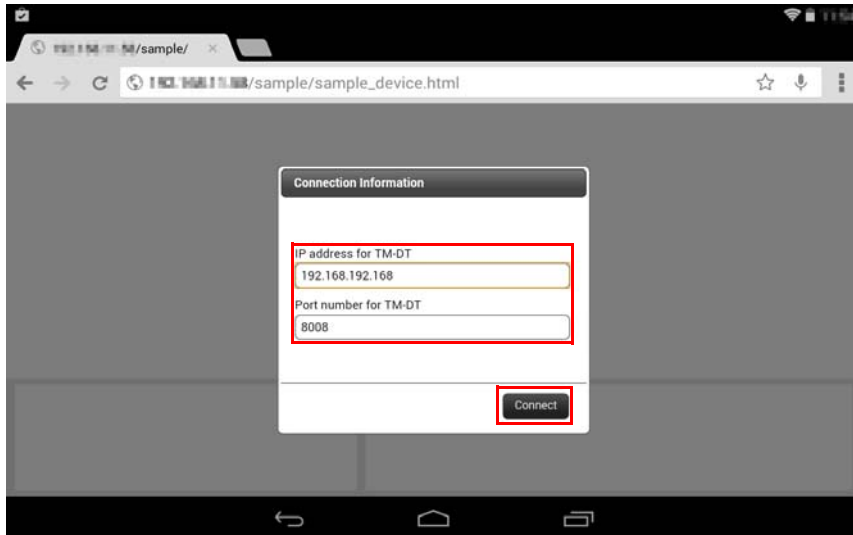 /sample/
/sample/sample_device.html
Connection Information
IP address for TM-DT
192.168.192.168
Port number for TM-DT
8008
Connect